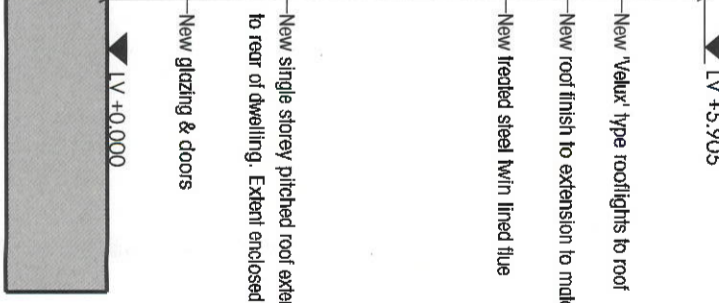 LV +5.905
New 'Velux' type rooflights to roof
New roof finish to extension to
New treated steel twin lined flue
New single storey pitched roof
to rear of dwelling. Extent enclosed
New glazing & doors
LV +0.000